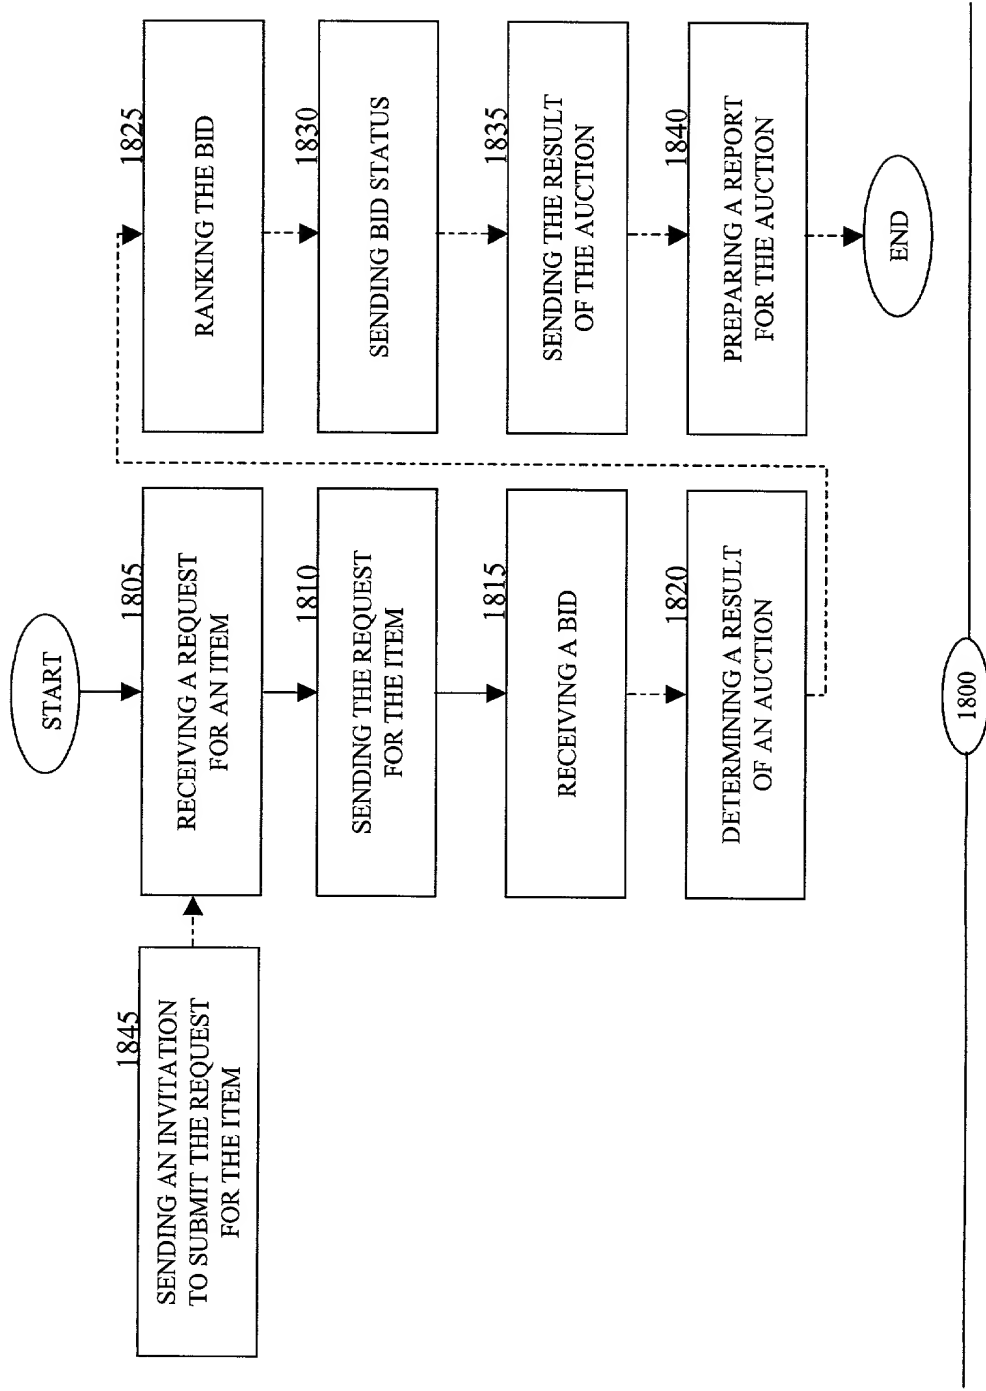 START
1845
SENDING AN INVITATION
TO SUBMIT THE REQUEST
FOR THE ITEM
1805
RECEIVING A REQUEST
FOR AN ITEM
1810
SENDING THE REQUEST
FOR THE ITEM
1815
RECEIVING A BID
1820
DETERMINING A RESULT
OF AN AUCTION
1825
RANKING THE BID
1830
SENDING BID STATUS
1835
SENDING THE RESULT
OF THE AUCTION
1840
PREPARING A REPORT
FOR THE AUCTION
END
1800